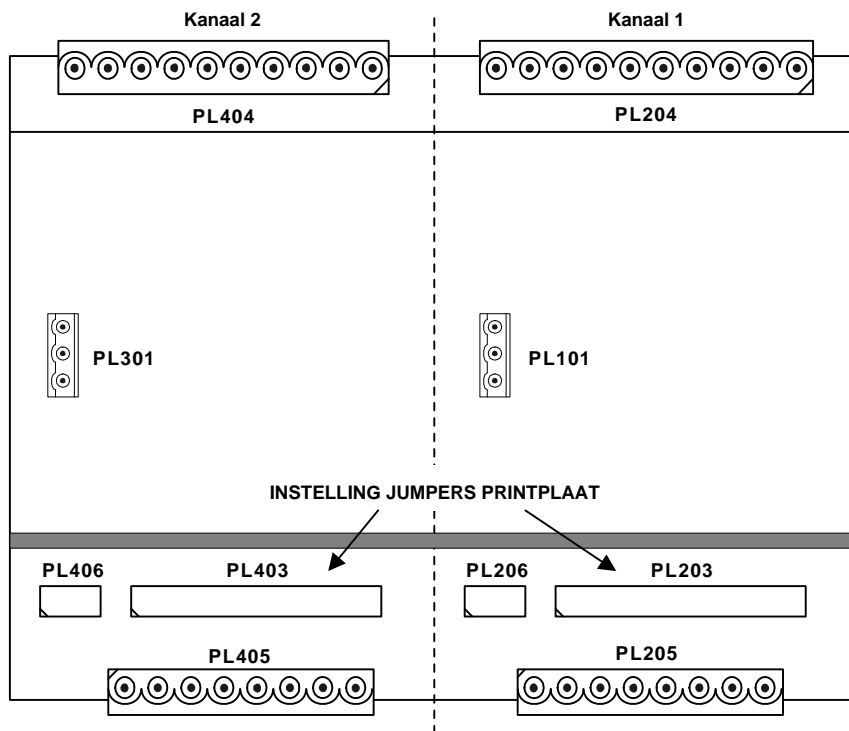 Kanaal 2 Kanaal 1
PL404 PL204
PL301 PL101
INSTELLING JUMPERS PRINTPLAAT
PL406 PL403 PL206 PL203
PL405 PL205